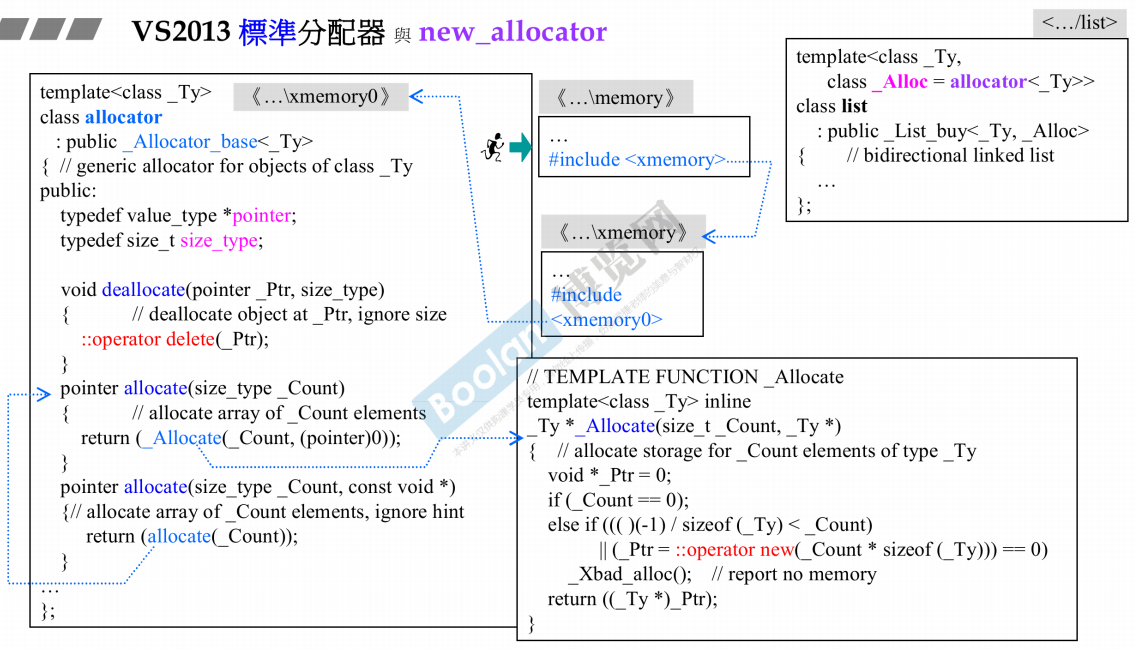 VS2013 標準分配器 與 new_allocator
<…/list>
template<class _Ty,
class _Alloc = allocator<_Ty>>
class list
: public _List_buy<_Ty, _Alloc>
{ // bidirectional linked list
…
};
《…\xmemory0》
template<class _Ty>
class allocator
: public _Allocator_base<_Ty>
{ // generic allocator for objects of class _Ty
public:
typedef value_type *pointer;
typedef size_t size_type;
void deallocate(pointer _Ptr, size_type)
{ // deallocate object at _Ptr, ignore size
::operator delete(_Ptr);
}
pointer allocate(size_type _Count)
{ // allocate array of _Count elements
return (_Allocate(_Count, (pointer)0));
}
pointer allocate(size_type _Count, const void *)
{// allocate array of _Count elements, ignore hint
return (allocate(_Count));
}
…
};
《…\memory》
…
#include <xmemory>
《…\xmemory》
…
#include
<xmemory0>
// TEMPLATE FUNCTION _Allocate
template<class _Ty> inline
_Ty *_Allocate(size_t _Count, _Ty *)
{ // allocate storage for _Count elements of type _Ty
void *_Ptr = 0;
if (_Count == 0);
else if ((( )(-1) / sizeof (_Ty) < _Count)
|| (_Ptr = ::operator new(_Count * sizeof (_Ty))) == 0)
_Xbad_alloc(); // report no memory
return ((_Ty *)_Ptr);
}
Boolan 博览网